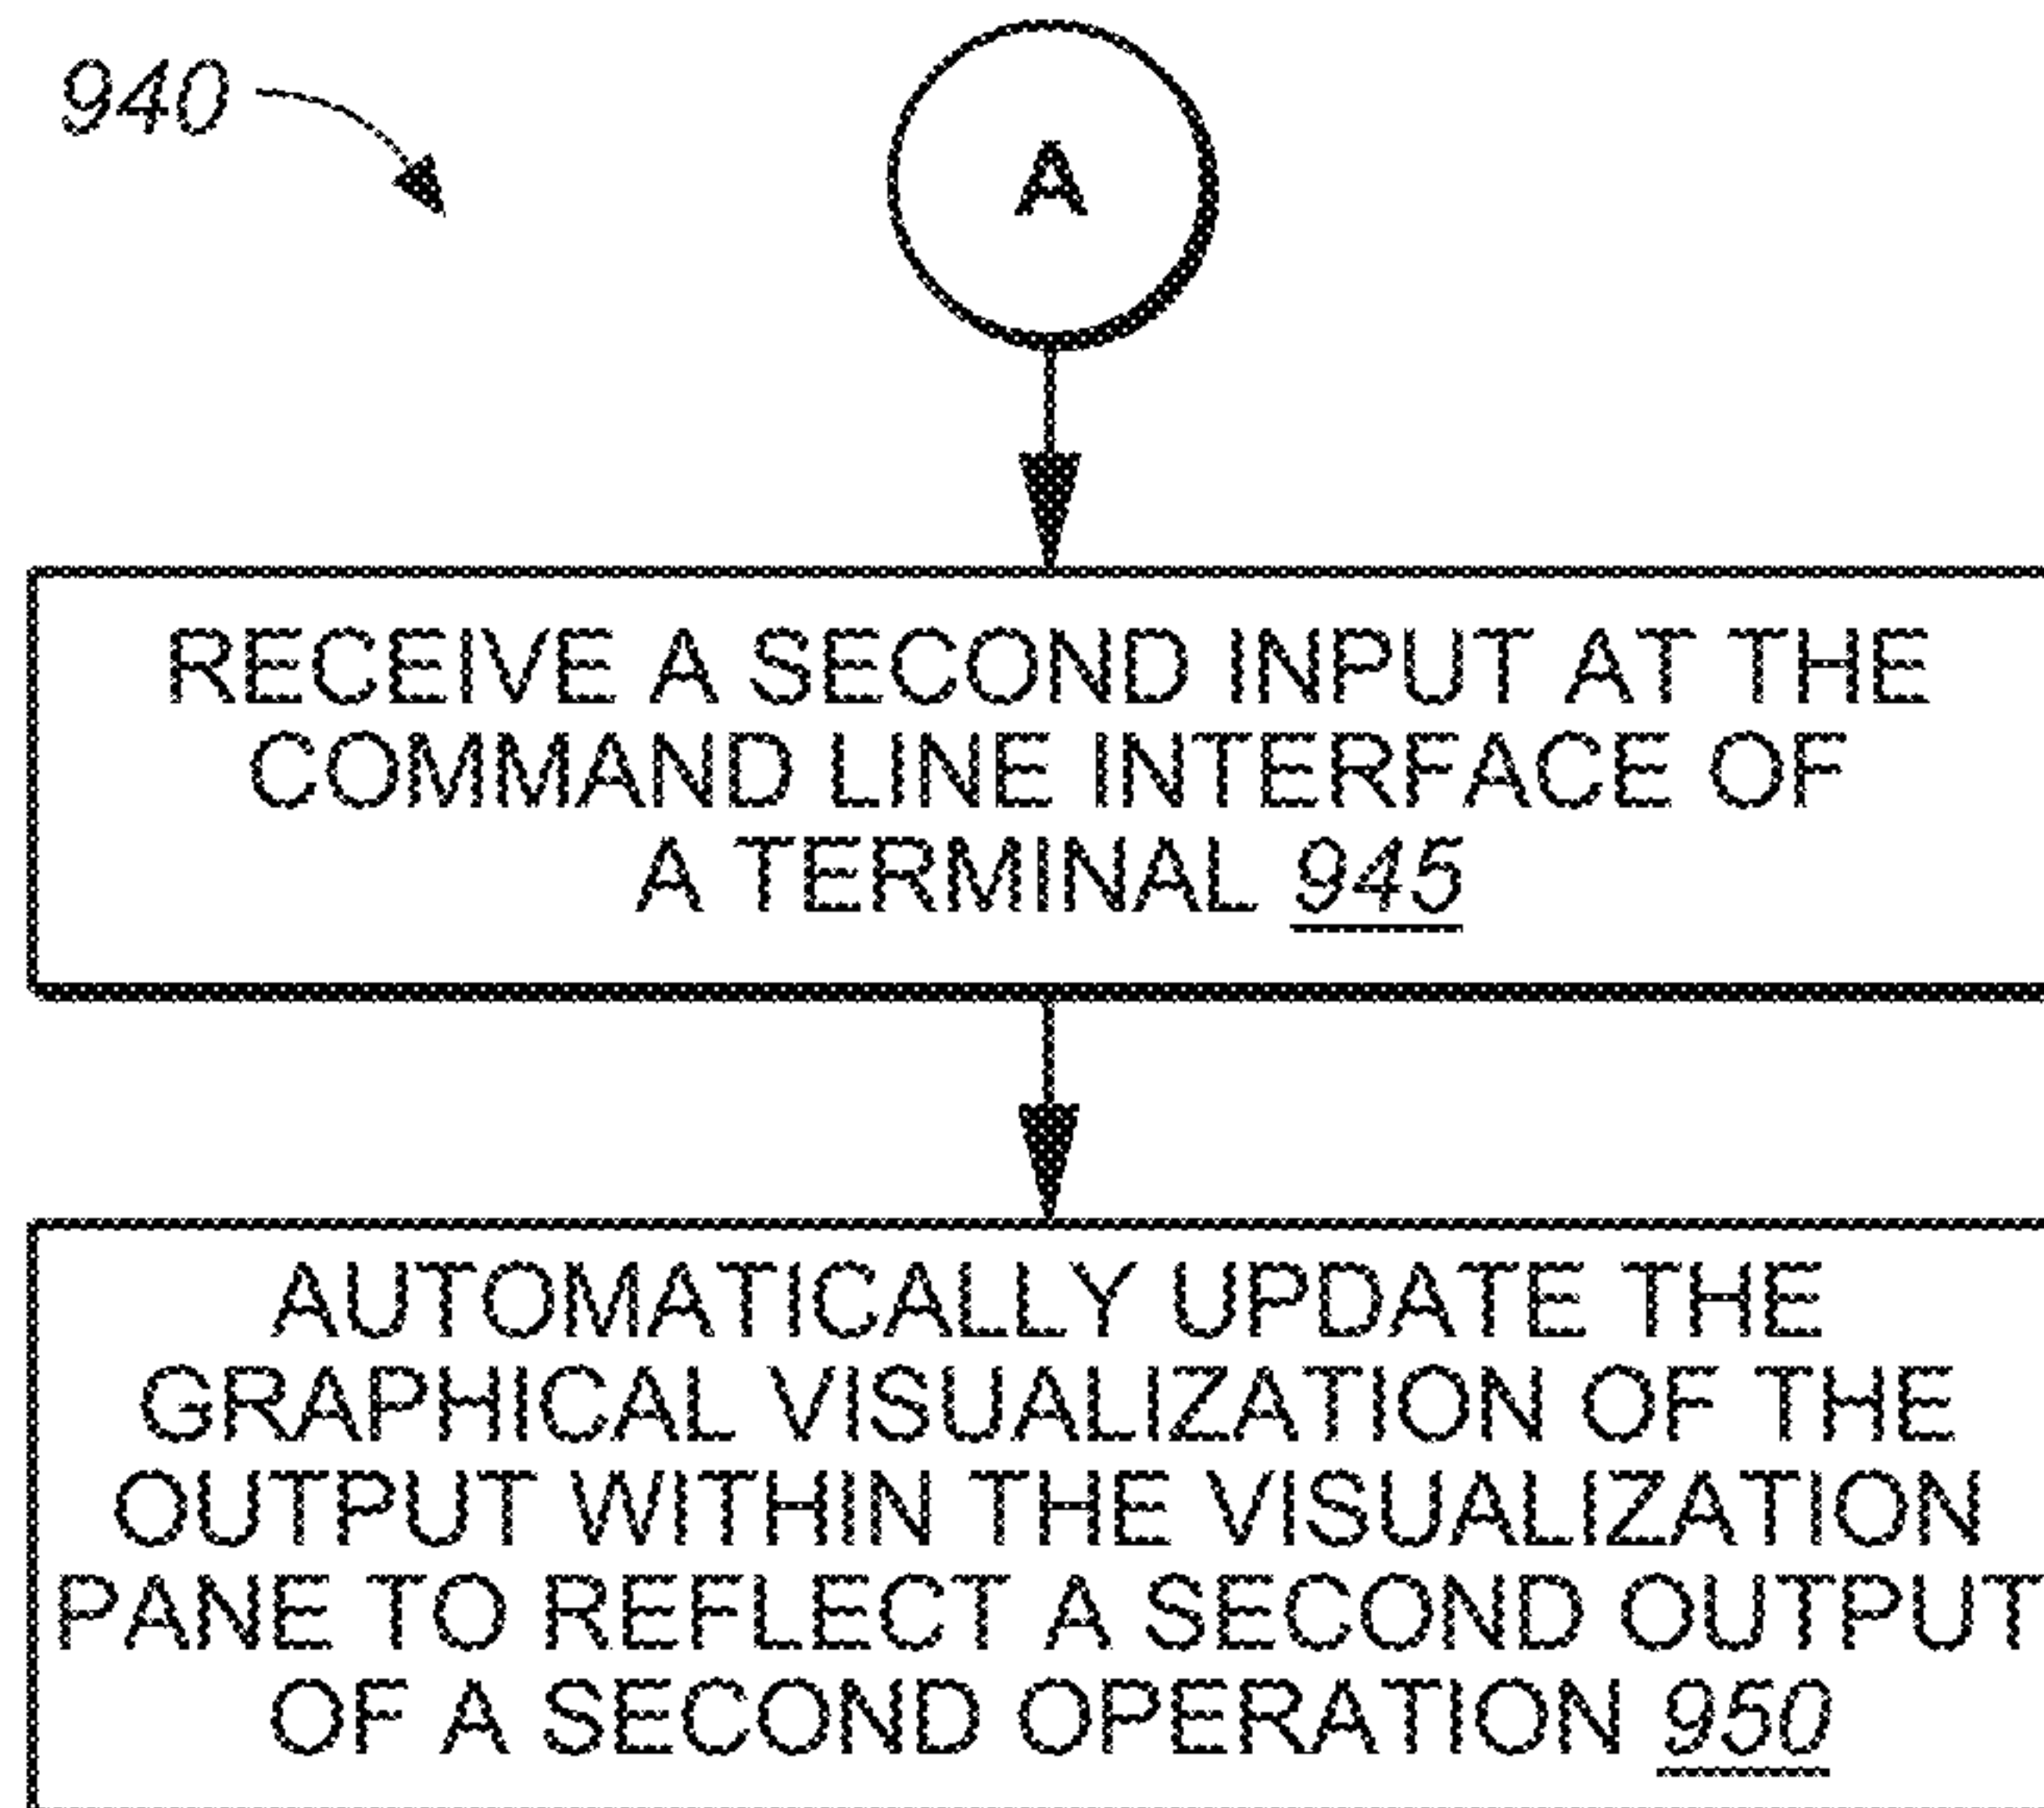 940
A
RECEIVE A SECOND INPUT AT THE
COMMAND LINE INTERFACE OF
A TERMINAL 945
AUTOMATICALLY UPDATE THE
GRAPHICAL VISUALIZATION OF THE
OUTPUT WITHIN THE VISUALIZATION
PANE TO REFLECT A SECOND OUTPUT
OF A SECOND OPERATION 950